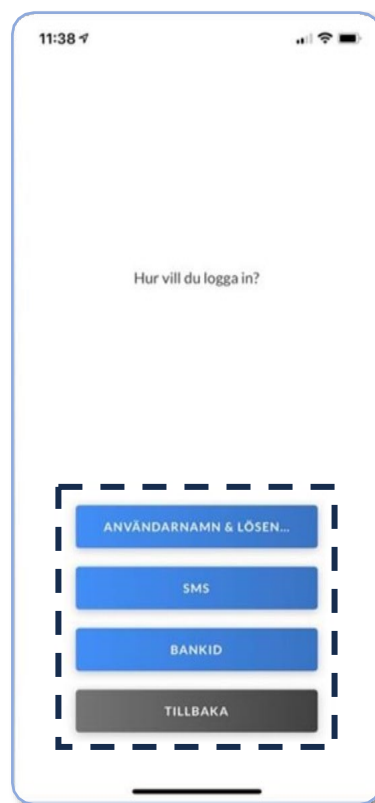 11:38
Hur vill du logga in?
ANVÄNDARNAMN & LÖSEN...
SMS
BANKID
TILLBAKA